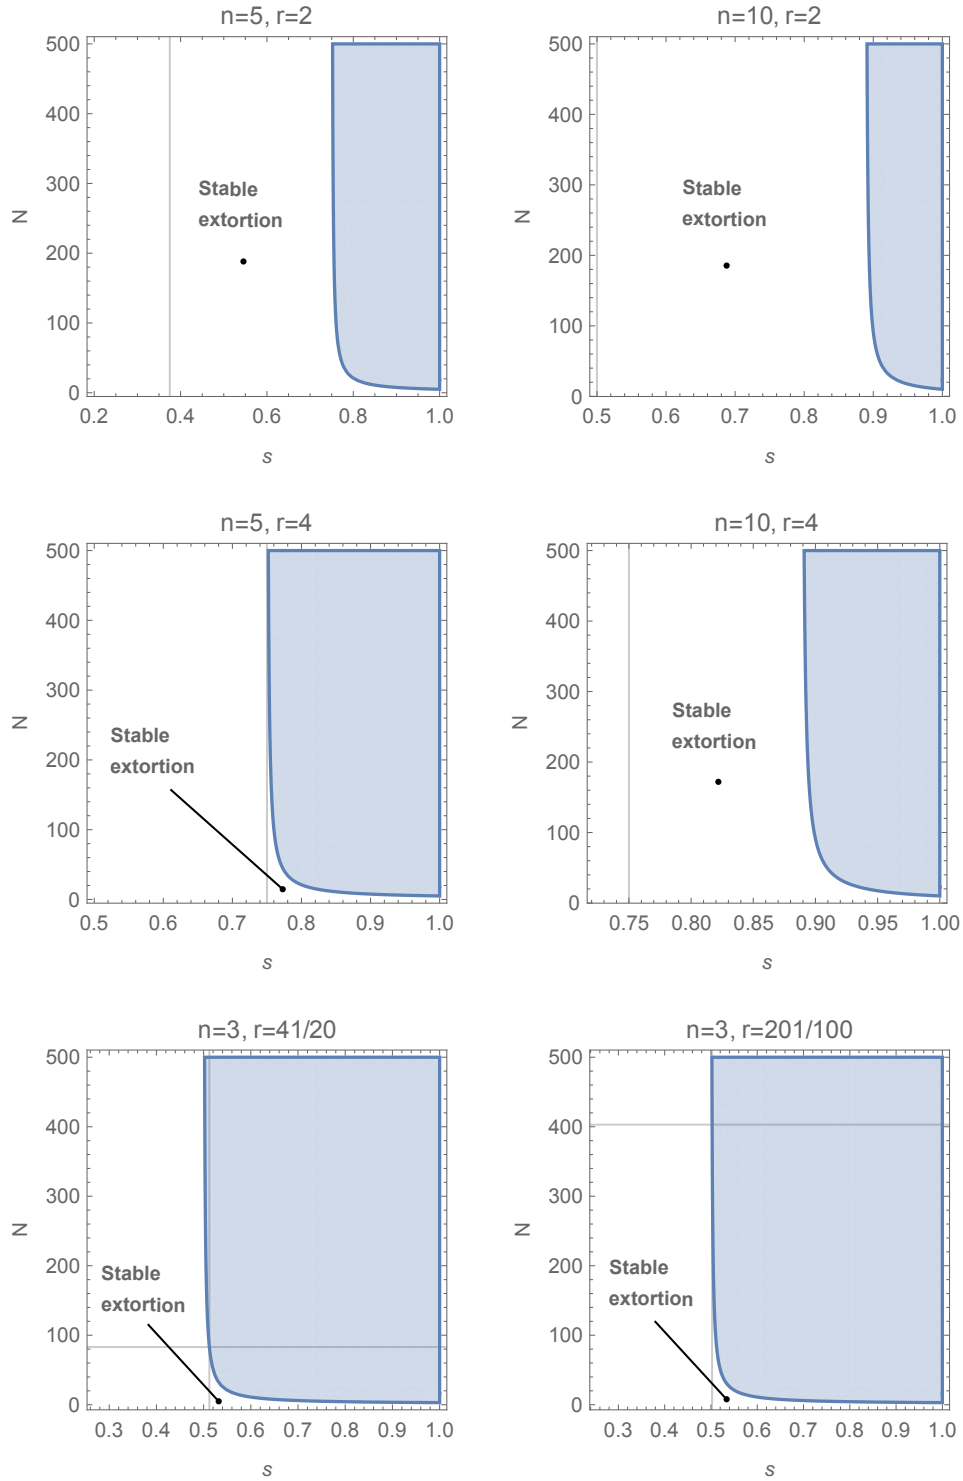 n=5, r=2
500
400
300
200
100
0
N
Stable
extortion
0.2 0.4 0.6 0.8 1.0
s
n=10, r=2
500
400
300
200
100
0
N
Stable
extortion
0.5 0.6 0.7 0.8 0.9 1.0
s
n=5, r=4
500
400
300
200
100
0
N
Stable
extortion
0.5 0.6 0.7 0.8 0.9 1.0
s
n=10, r=4
500
400
300
200
100
0
N
Stable
extortion
0.75 0.80 0.85 0.90 0.95 1.00
s
n=3, r=41/20
500
400
300
200
100
0
N
Stable
extortion
0.3 0.4 0.5 0.6 0.7 0.8 0.9 1.0
s
n=3, r=201/100
500
400
300
200
100
0
N
Stable
extortion
0.3 0.4 0.5 0.6 0.7 0.8 0.9 1.0
s